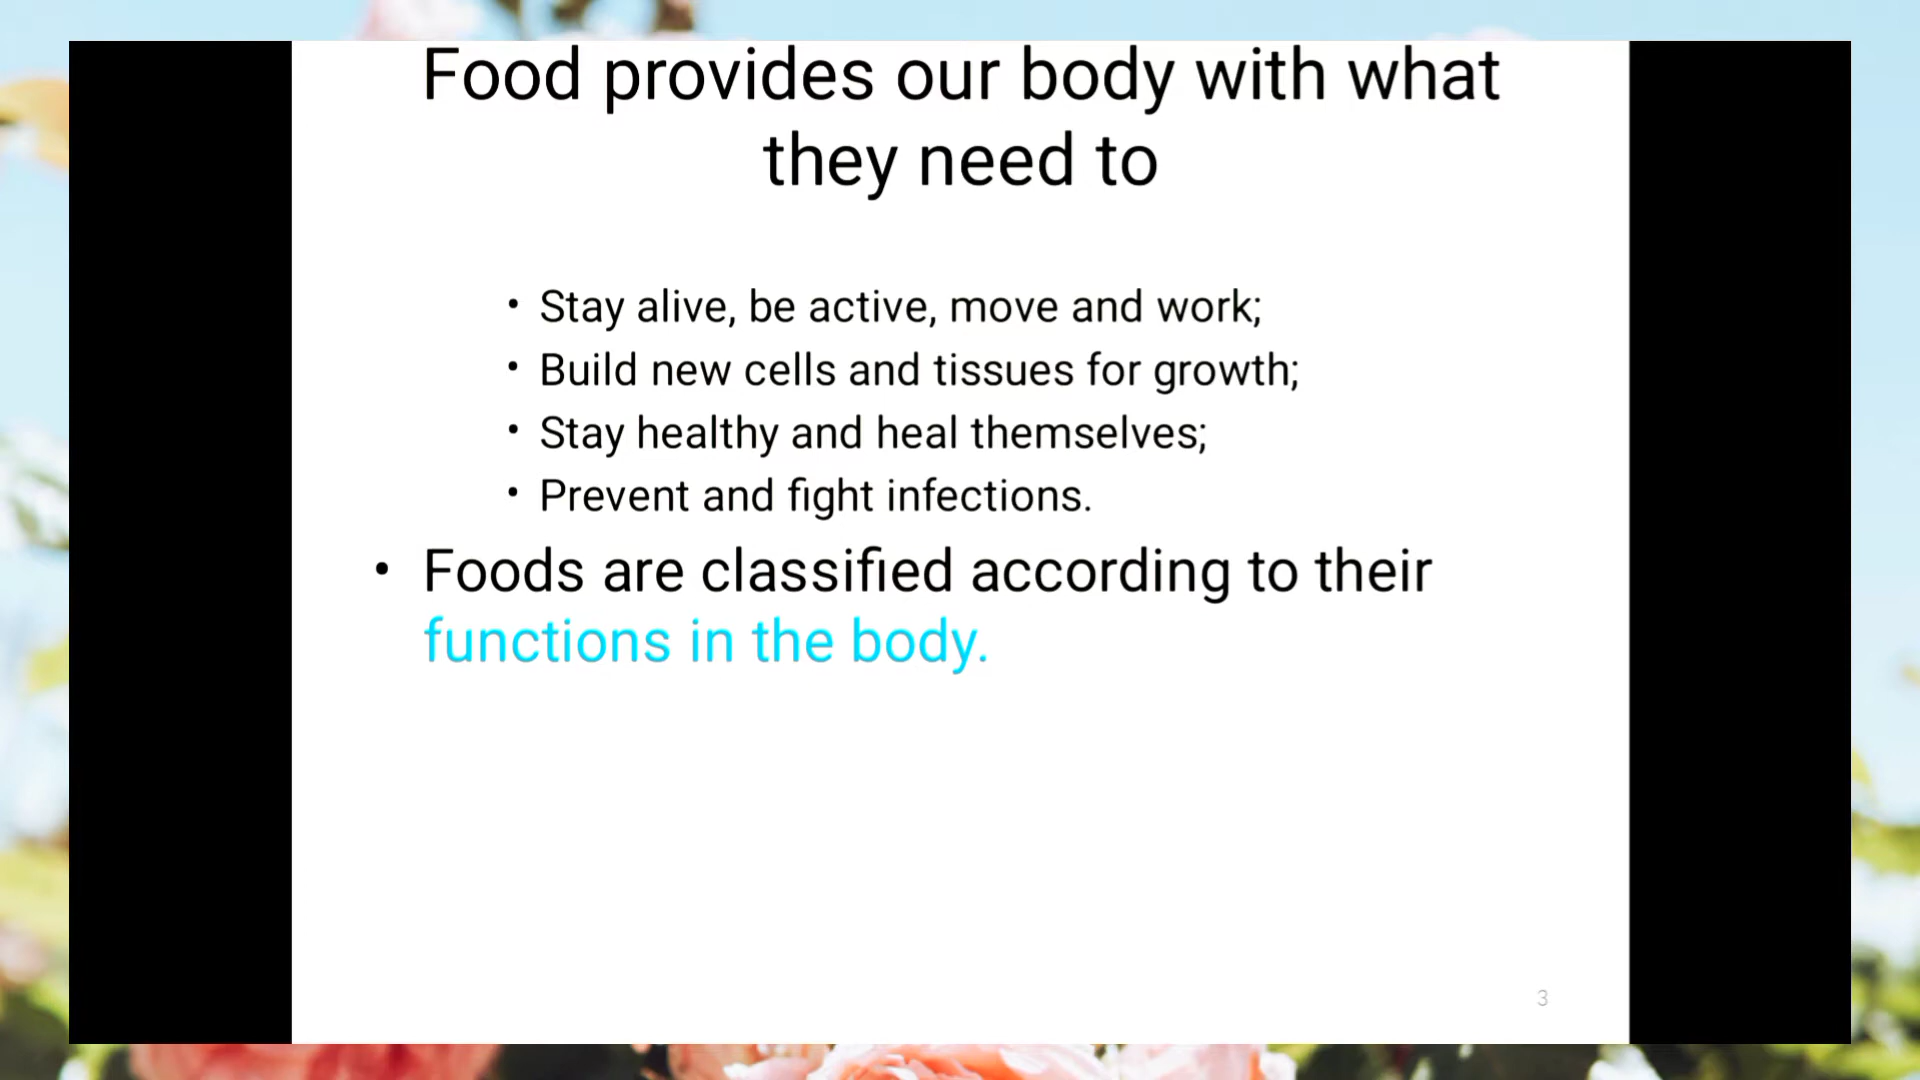 Food provides our body with what
they need to
• Stay alive, be active, move and work;
• Build new cells and tissues for growth;
• Stay healthy and heal themselves;
• Prevent and fight infections.
• Foods are classified according to their
functions in the body.
3